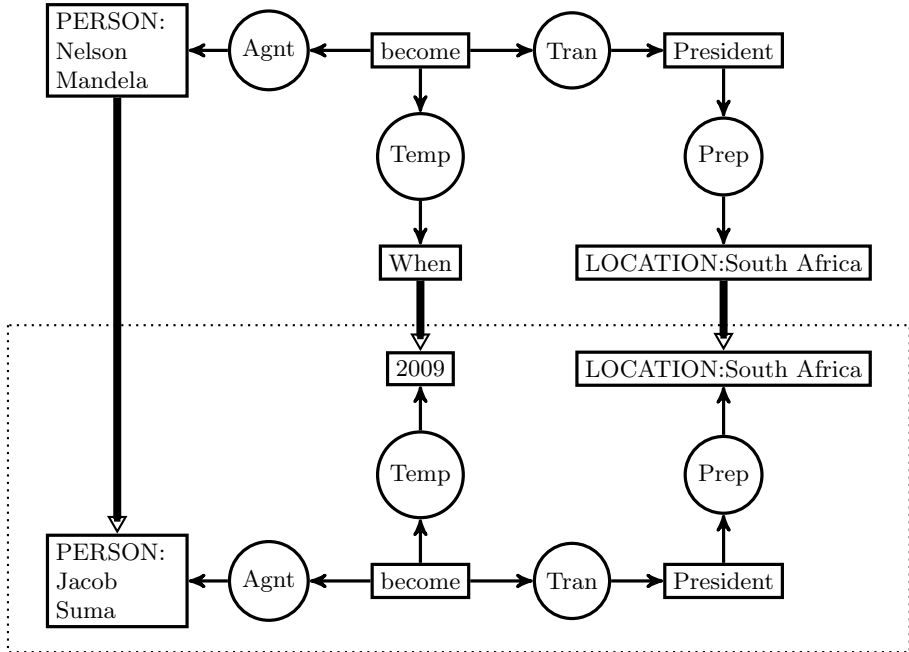 PERSON:
Nelson
Mandela
Agnt
become
Tran
President
Temp
Prep
When
LOCATION:South Africa
2009
LOCATION:South Africa
Temp
Prep
PERSON:
Jacob
Suma
Agnt
become
Tran
President